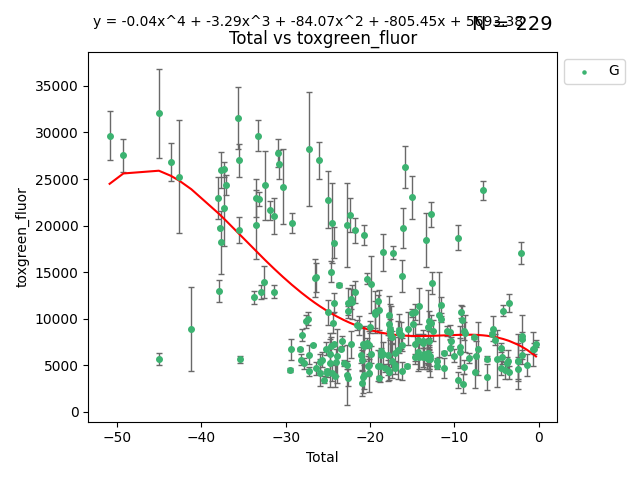 y = -0.04x^4 + -3.29x^3 + -84.07x^2 + -805.45x + 5693.38
N = 229
Total vs toxgreen_fluor
G
35000
30000
25000
20000
15000
10000
5000
0
toxgreen_fluor
−50 −40 −30 −20 −10 0
Total